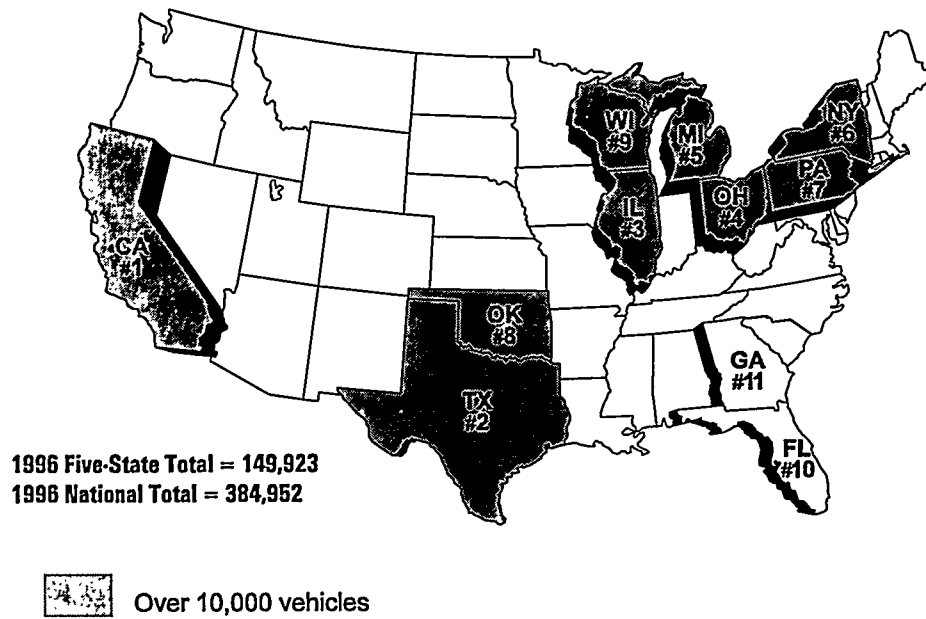 WI
#9
MI
#5
NY
#6
PA
#7
IL
#3
OH
#4
CA
#1
OK
#8
TX
#2
GA
#11
FL
#10
1996 Five-State Total = 149,923
1996 National Total = 384,952
Over 10,000 vehicles